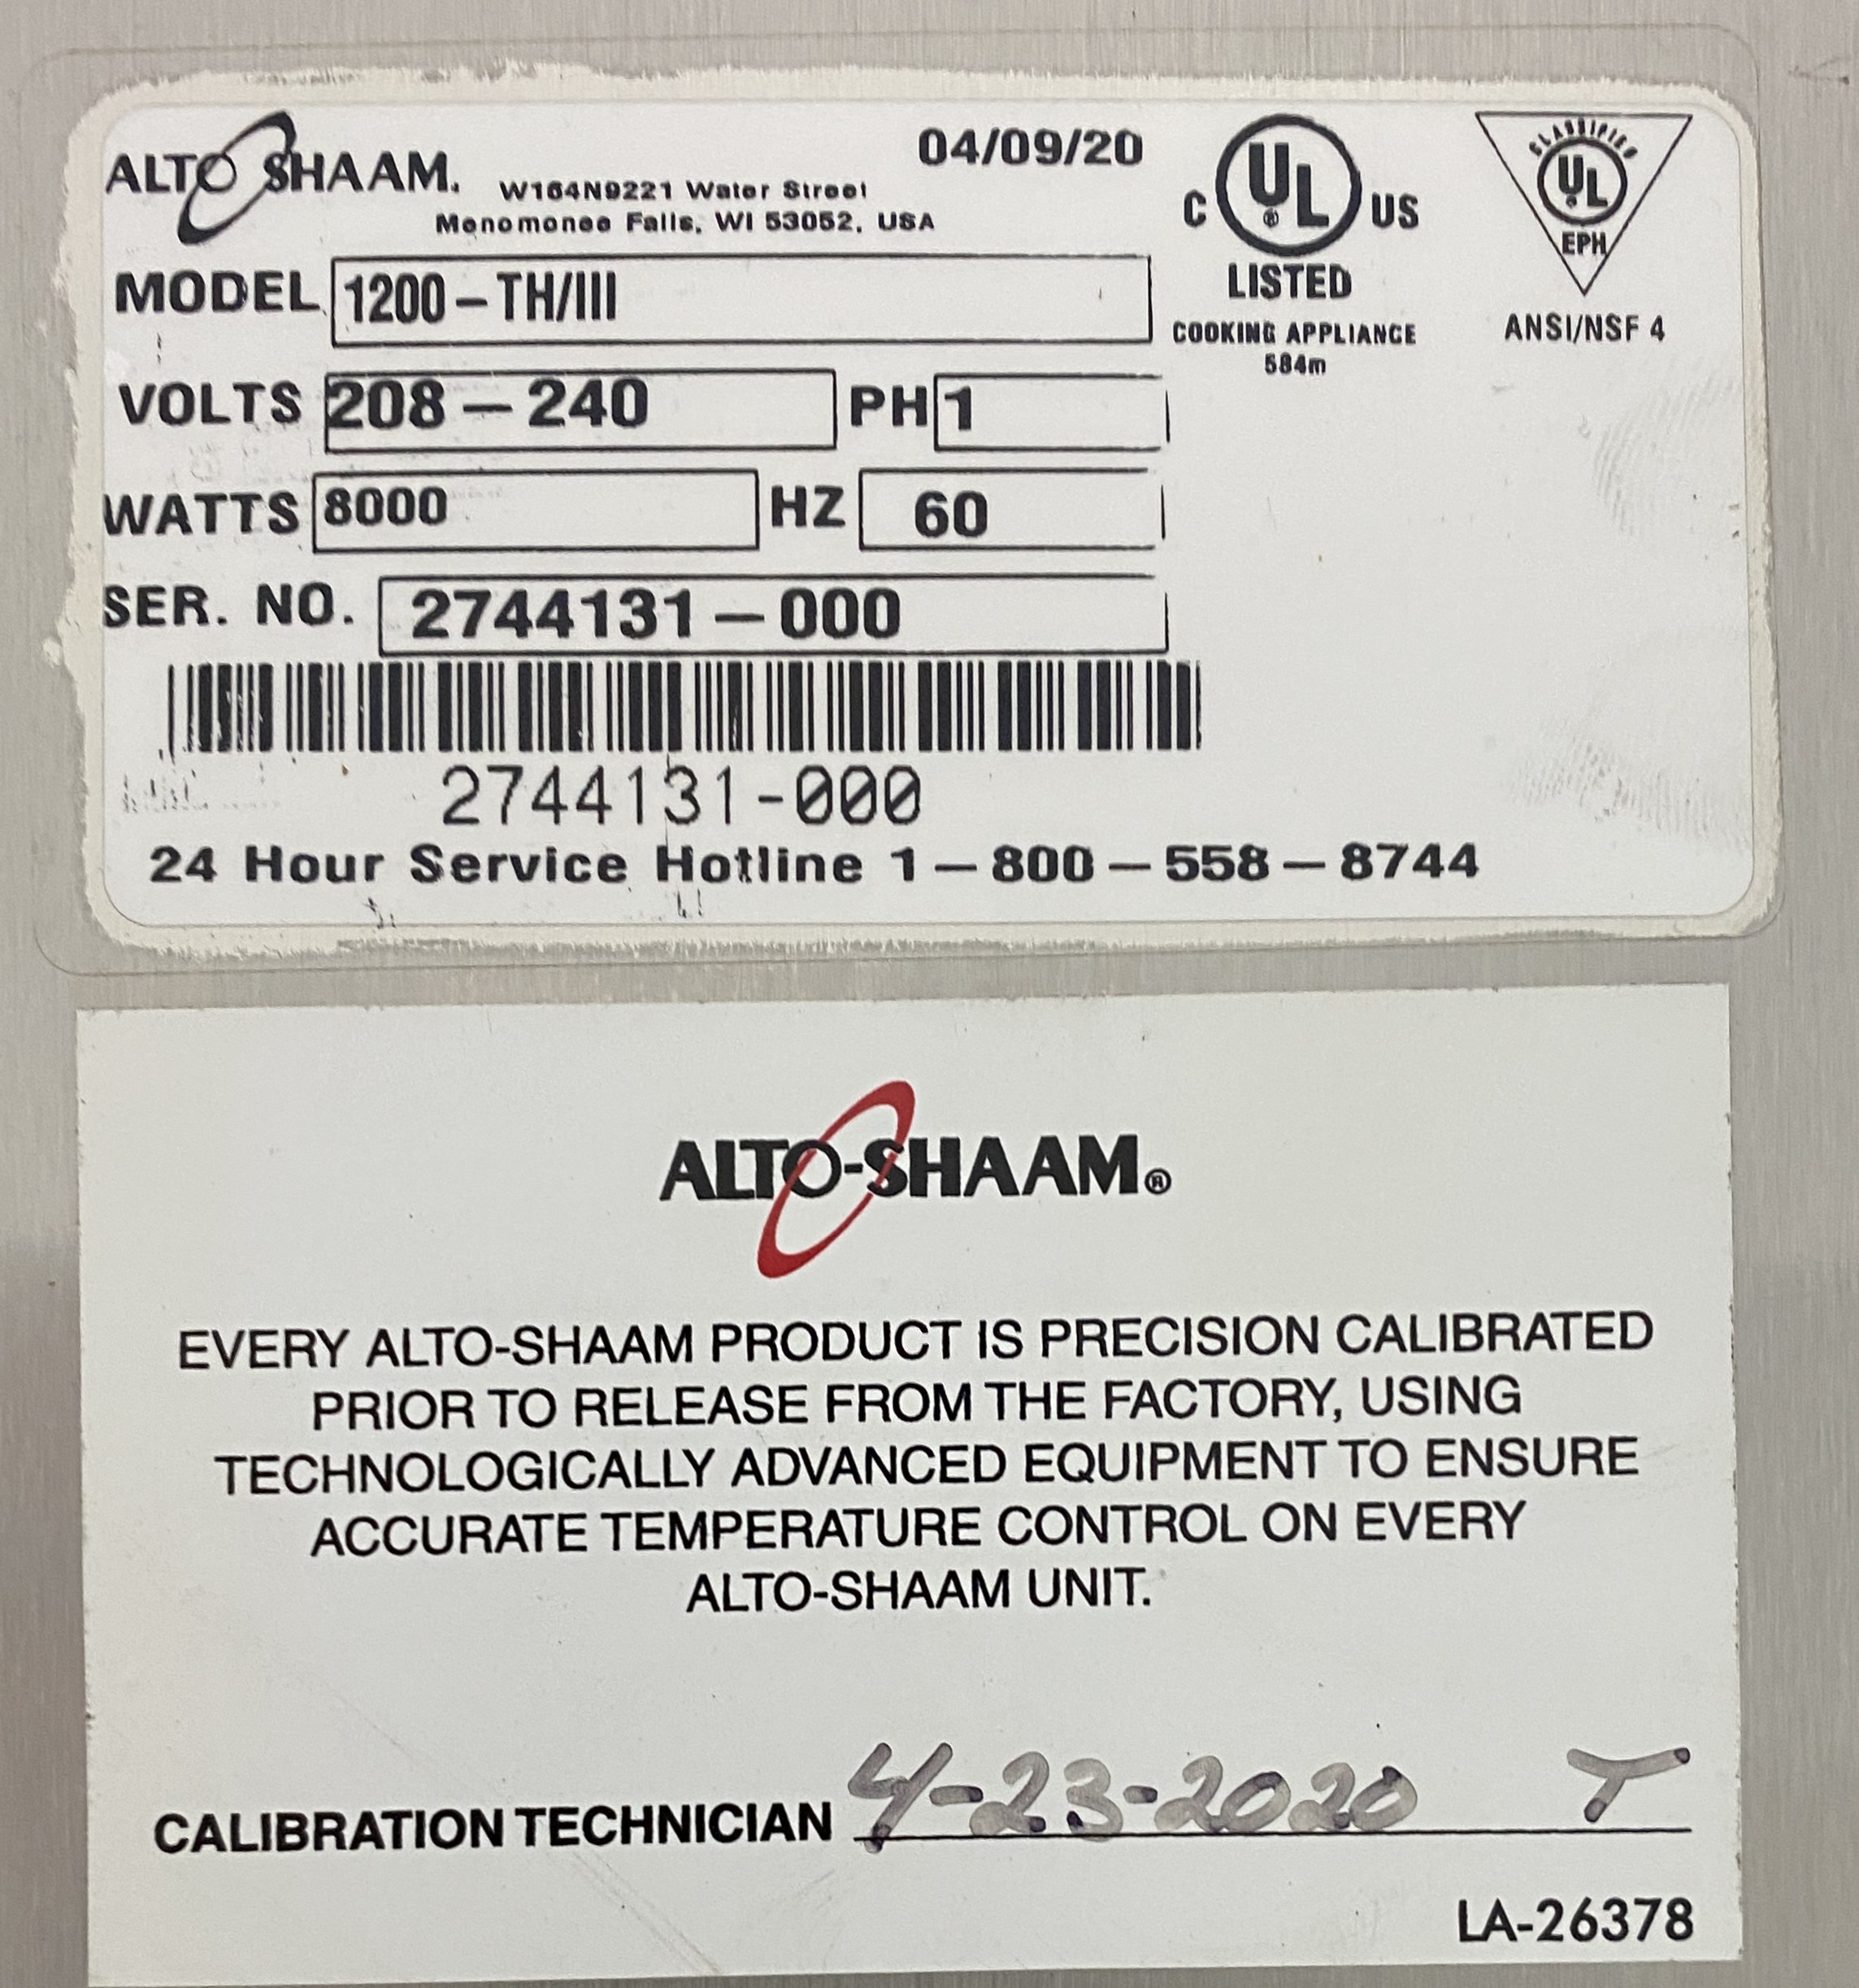 ALTO SHAAM.
04/09/20
W164N9221 Water Street
Menomonee Falls, WI 53052, USA
C UL® US
LISTED
COOKING APPLIANCE
584m
CLASSIFIED
UL®
EPH
ANSI/NSF 4
MODEL 1200-TH/III
VOLTS 208-240 PH 1
WATTS 8000 HZ 60
SER. NO. 2744131-000
2744131-000
24 Hour Service Hotline 1-800-558-8744
ALTO-SHAAM®
EVERY ALTO-SHAAM PRODUCT IS PRECISION CALIBRATED
PRIOR TO RELEASE FROM THE FACTORY, USING
TECHNOLOGICALLY ADVANCED EQUIPMENT TO ENSURE
ACCURATE TEMPERATURE CONTROL ON EVERY
ALTO-SHAAM UNIT.
CALIBRATION TECHNICIAN 4-23-2020 T
LA-26378